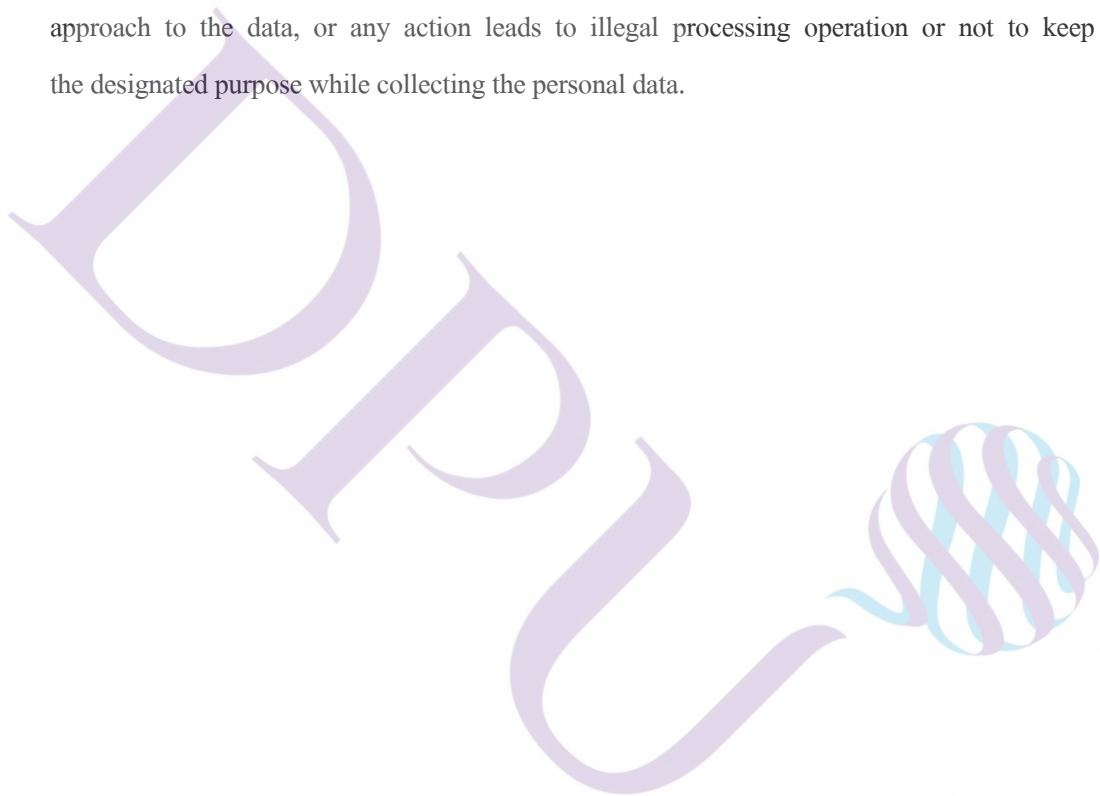 approach to the data, or any action leads to illegal processing operation or not to keep
the designated purpose while collecting the personal data.
DPU